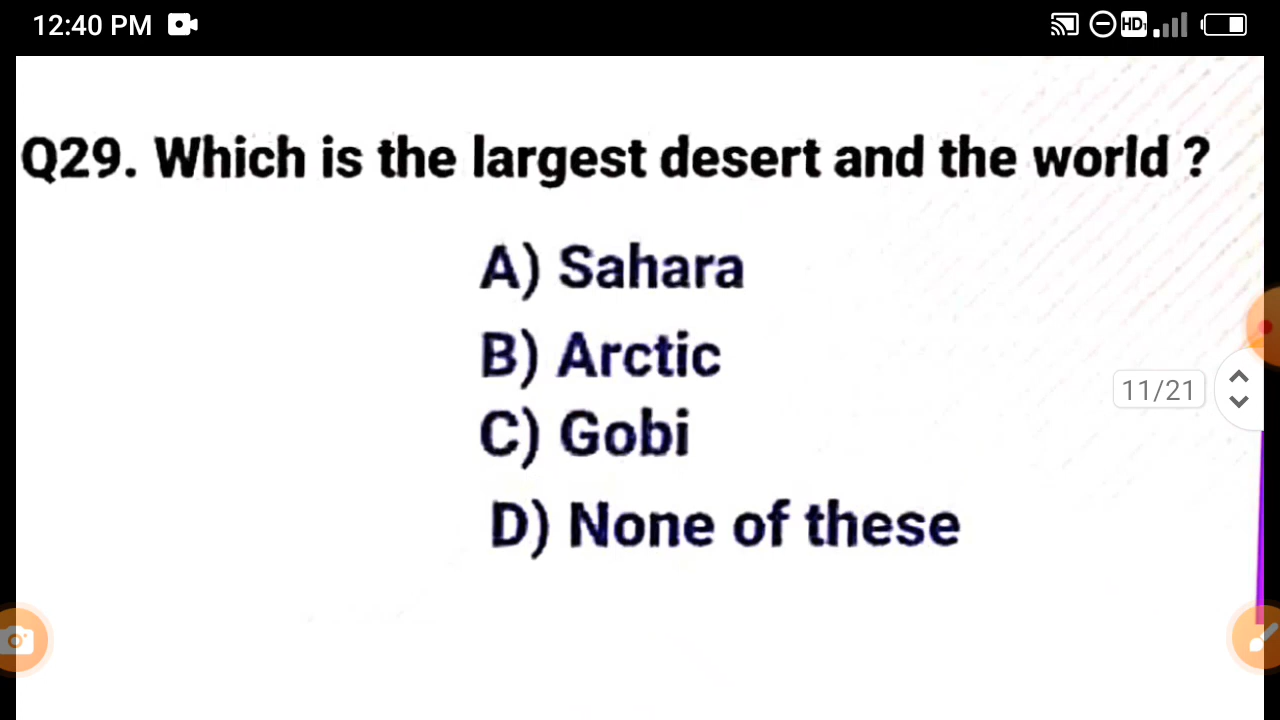 12:40 PM
HD
Q29. Which is the largest desert and the world ?
A) Sahara
B) Arctic
C) Gobi
11/21
D) None of these